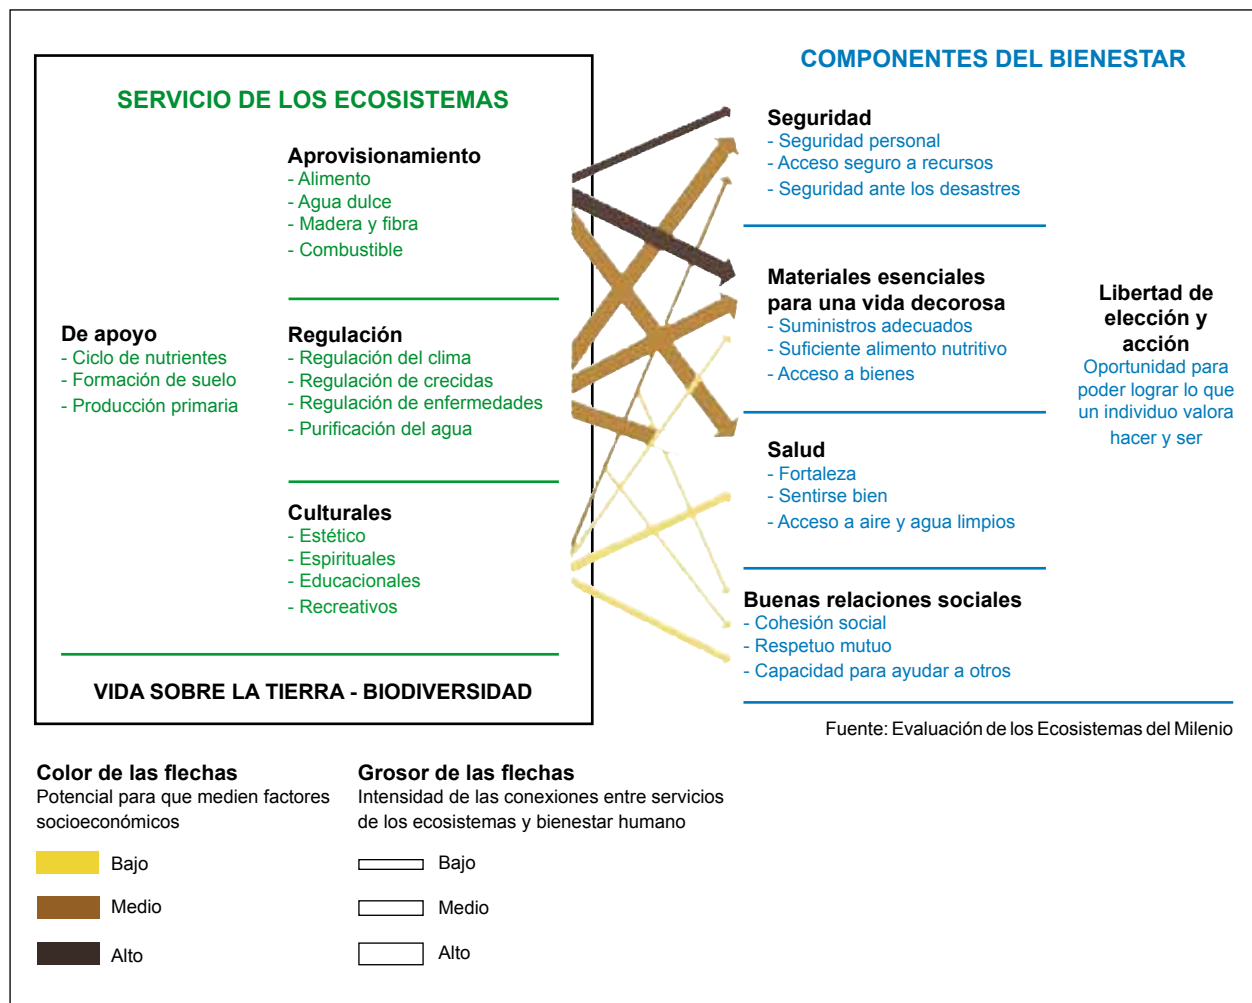 SERVICIO DE LOS ECOSISTEMAS
Aprovisionamiento
- Alimento
- Agua dulce
- Madera y fibra
- Combustible
De apoyo
- Ciclo de nutrientes
- Formación de suelo
- Producción primaria
Regulación
- Regulación del clima
- Regulación de crecidas
- Regulación de enfermedades
- Purificación del agua
Culturales
- Estético
- Espirituales
- Educacionales
- Recreativos
VIDA SOBRE LA TIERRA - BIODIVERSIDAD
COMPONENTES DEL BIENESTAR
Seguridad
- Seguridad personal
- Acceso seguro a recursos
- Seguridad ante los desastres
Materiales esenciales
para una vida decorosa
- Suministros adecuados
- Suficiente alimento nutritivo
- Acceso a bienes
Salud
- Fortaleza
- Sentirse bien
- Acceso a aire y agua limpios
Buenas relaciones sociales
- Cohesión social
- Respetuo mutuo
- Capacidad para ayudar a otros
Libertad de
elección y
acción
Oportunidad para
poder lograr lo que
un individuo valora
hacer y ser
Fuente: Evaluación de los Ecosistemas del Milenio
Color de las flechas
Potencial para que medien factores
socioeconómicos
Bajo
Medio
Alto
Grosor de las flechas
Intensidad de las conexiones entre servicios
de los ecosistemas y bienestar humano
Bajo
Medio
Alto